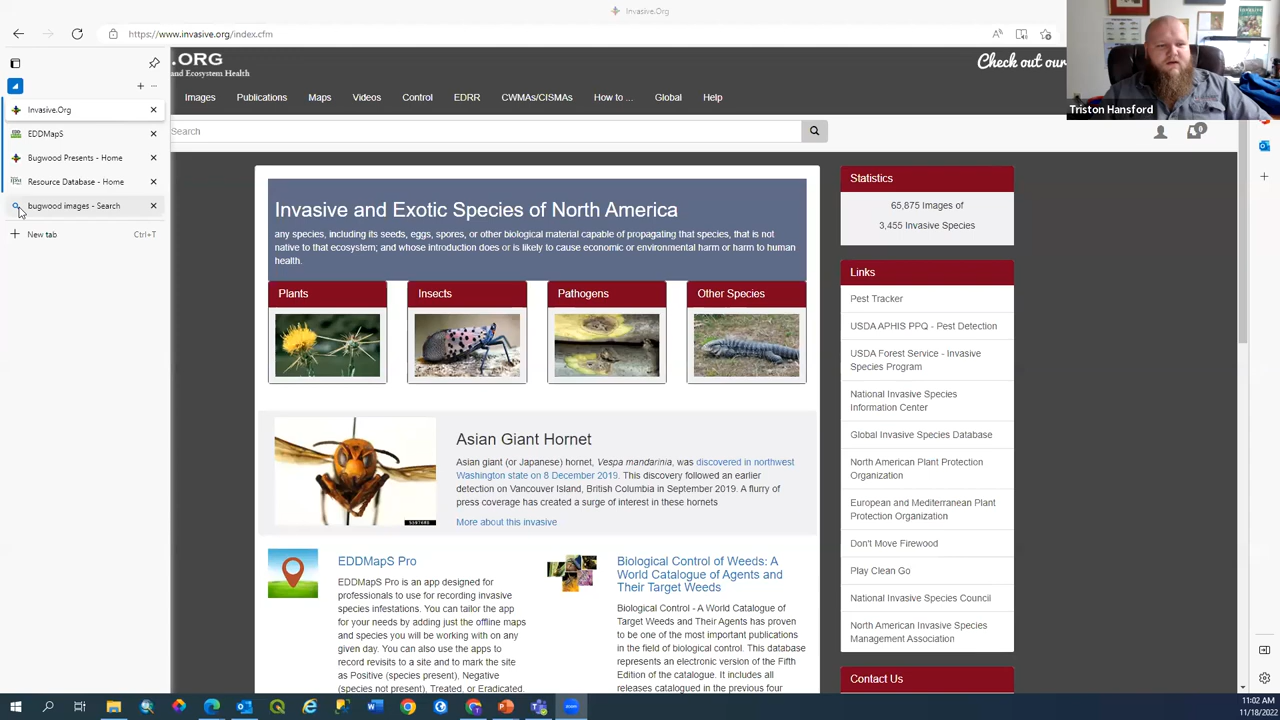 Invasive.Org
https://www.invasive.org/index.cfm
.ORG
and Ecosystem Health
Check out our
Triston Hansford
Invasive.Org
EDDMapS
Bugwood Presents - Home
Resource Database - Home
bugwood images - Search
New tab Ctrl+T
Images Publications Maps Videos Control EDRR CWMAs/CISMAs How to ... Global Help
Search
0
Invasive and Exotic Species of North America
any species, including its seeds, eggs, spores, or other biological material capable of propagating that species, that is not
native to that ecosystem; and whose introduction does or is likely to cause economic or environmental harm or harm to human
health.
Plants Insects Pathogens Other Species
Asian Giant Hornet
Asian giant (or Japanese) hornet, Vespa mandarinia, was discovered in northwest
Washington state on 8 December 2019. This discovery followed an earlier
detection on Vancouver Island, British Columbia in September 2019. A flurry of
press coverage has created a surge of interest in these hornets
More about this invasive
EDDMapS Pro
EDDMapS Pro is an app designed for
professionals to use for recording invasive
species infestations. You can tailor the app
for your needs by adding just the offline maps
and species you will be working with on any
given day. You can also use the apps to
record revisits to a site and to mark the site
as Positive (species present), Negative
(species not present), Treated, or Eradicated.
Biological Control of Weeds: A
World Catalogue of Agents and
Their Target Weeds
Biological Control - A World Catalogue of
Target Weeds and Their Agents has proven
to be one of the most important publications
in the field of biological control. This database
represents an electronic version of the Fifth
Edition of the catalogue. It includes all
releases catalogued in the previous four
Statistics
65,875 Images of
3,455 Invasive Species
Links
Pest Tracker
USDA APHIS PPQ - Pest Detection
USDA Forest Service - Invasive
Species Program
National Invasive Species
Information Center
Global Invasive Species Database
North American Plant Protection
Organization
European and Mediterranean Plant
Protection Organization
Don't Move Firewood
Play Clean Go
National Invasive Species Council
North American Invasive Species
Management Association
Contact Us
11:02 AM
11/18/2022